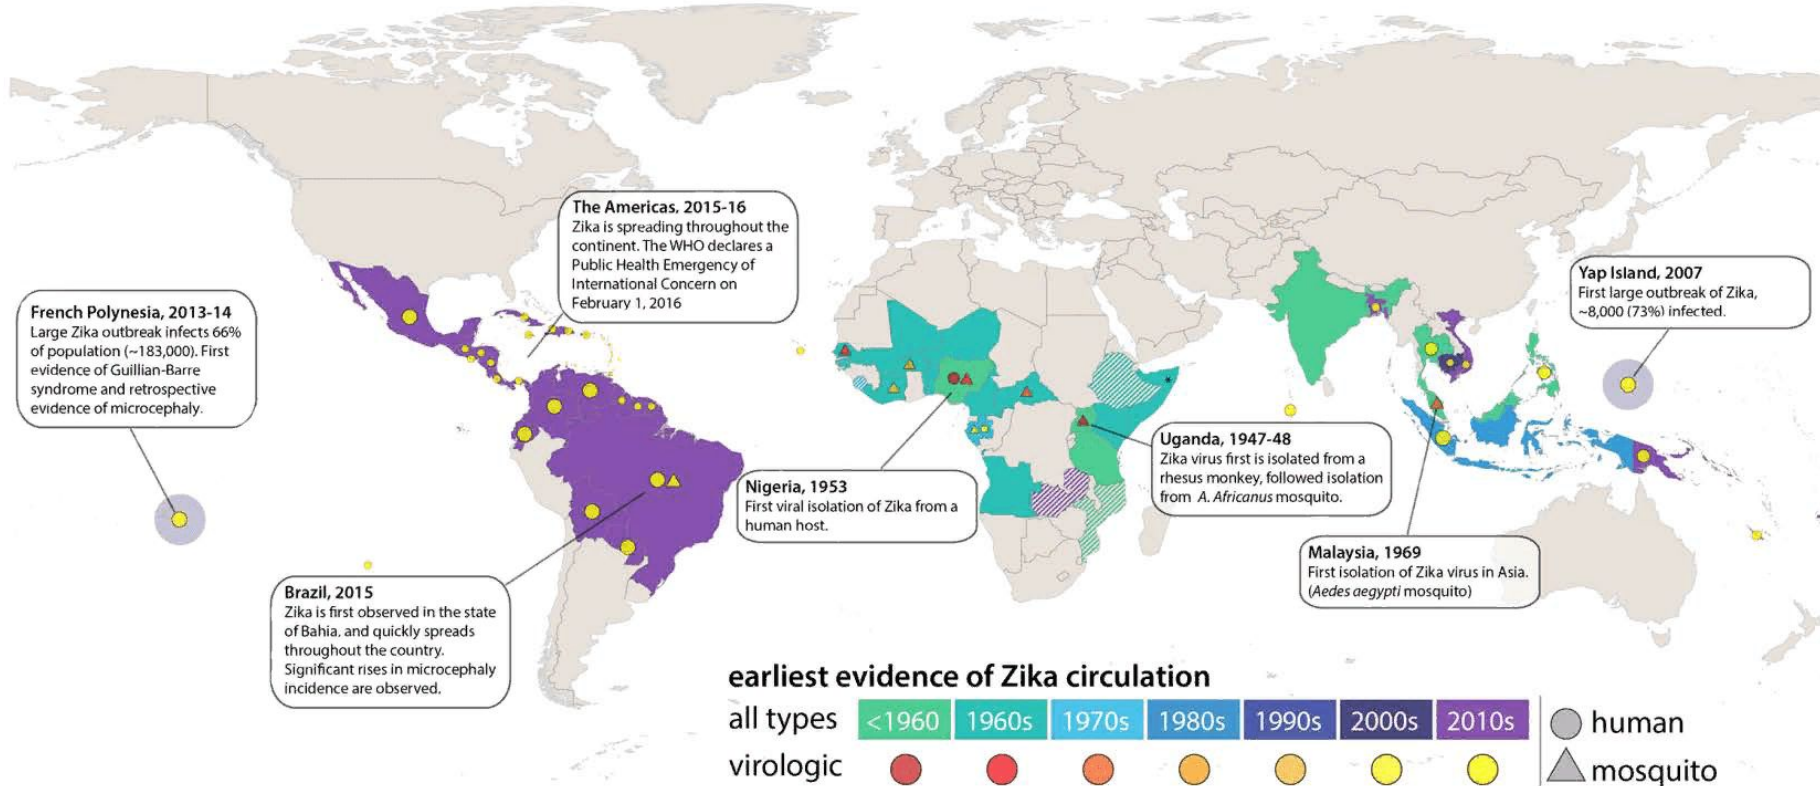 The Americas, 2015-16
Zika is spreading throughout the
continent. The WHO declares a
Public Health Emergency of
International Concern on
February 1, 2016
Yap Island, 2007
First large outbreak of Zika,
~8,000 (73%) infected.
French Polynesia, 2013-14
Large Zika outbreak infects 66%
of population (~183,000). First
evidence of Guillian-Barre
syndrome and retrospective
evidence of microcephaly.
Uganda, 1947-48
Zika virus first is isolated from a
rhesus monkey, followed isolation
from A. Africanus mosquito.
Nigeria, 1953
First viral isolation of Zika from a
human host.
Malaysia, 1969
First isolation of Zika virus in Asia.
(Aedes aegypti mosquito)
Brazil, 2015
Zika is first observed in the state
of Bahia, and quickly spreads
throughout the country.
Significant rises in microcephaly
incidence are observed.
earliest evidence of Zika circulation
all types <1960 1960s 1970s 1980s 1990s 2000s 2010s human
virologic mosquito